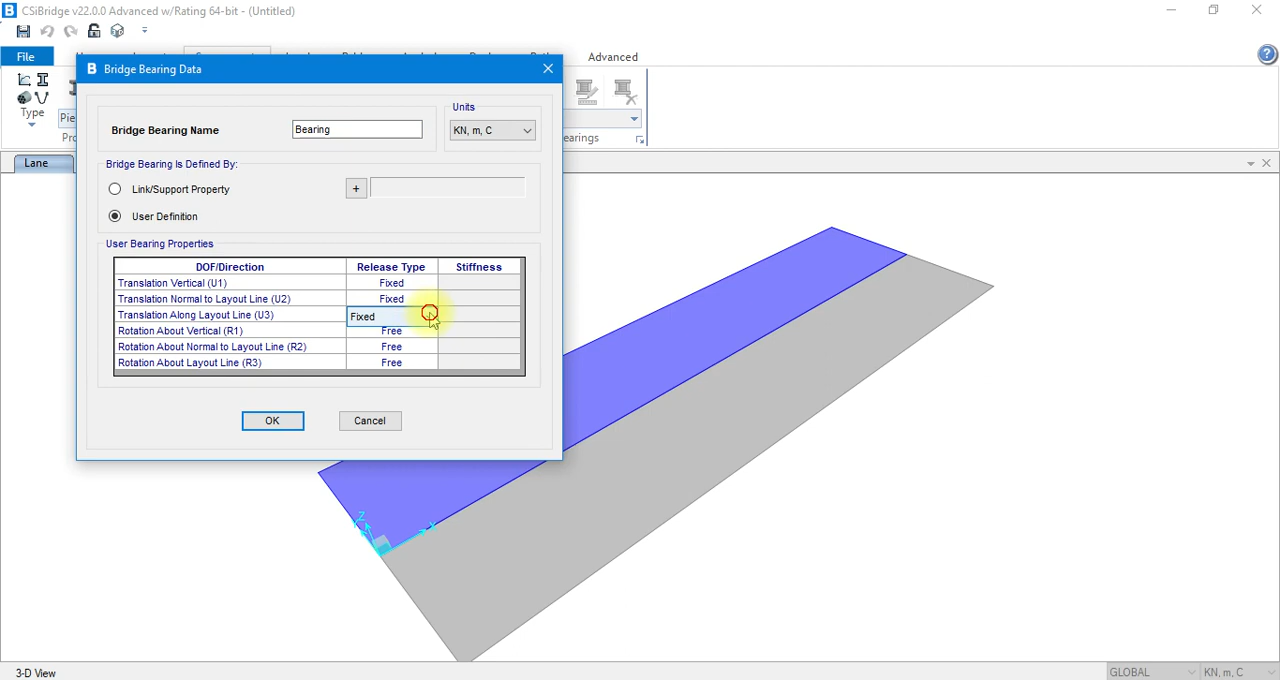 CSiBridge v22.0.0 Advanced w/Rating 64-bit - (Untitled)
File
Advanced
Bridge Bearing Data
Type
Units
Bridge Bearing Name
Bearing
KN, m, C
Pie
Pro
earings
Lane
Bridge Bearing Is Defined By:
Link/Support Property
+
User Definition
User Bearing Properties
DOF/Direction Release Type Stiffness
Translation Vertical (U1) Fixed
Translation Normal to Layout Line (U2) Fixed
Translation Along Layout Line (U3) Fixed
Rotation About Vertical (R1) Free
Rotation About Normal to Layout Line (R2) Free
Rotation About Layout Line (R3) Free
OK Cancel
Z
X
3-D View
GLOBAL
KN, m, C